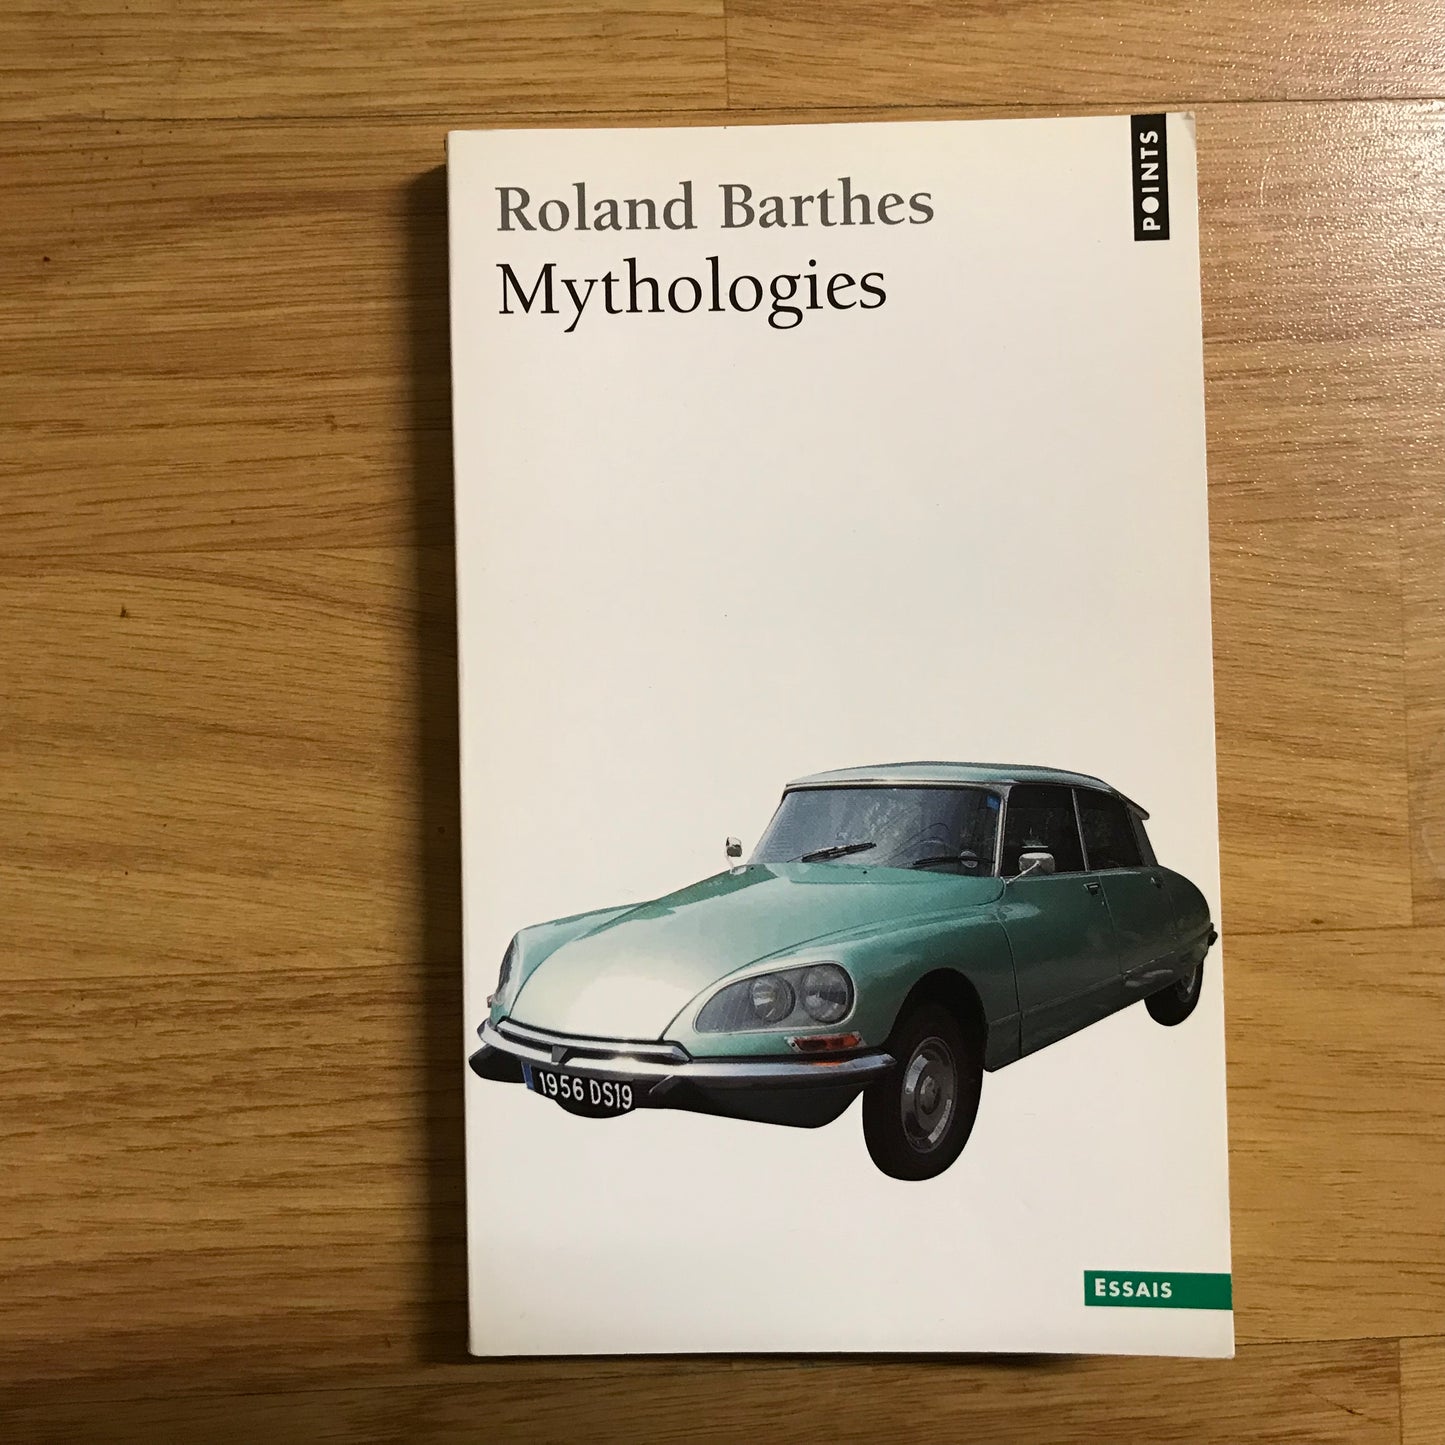 POINTS
Roland Barthes
Mythologies
1956 DS19
ESSAIS